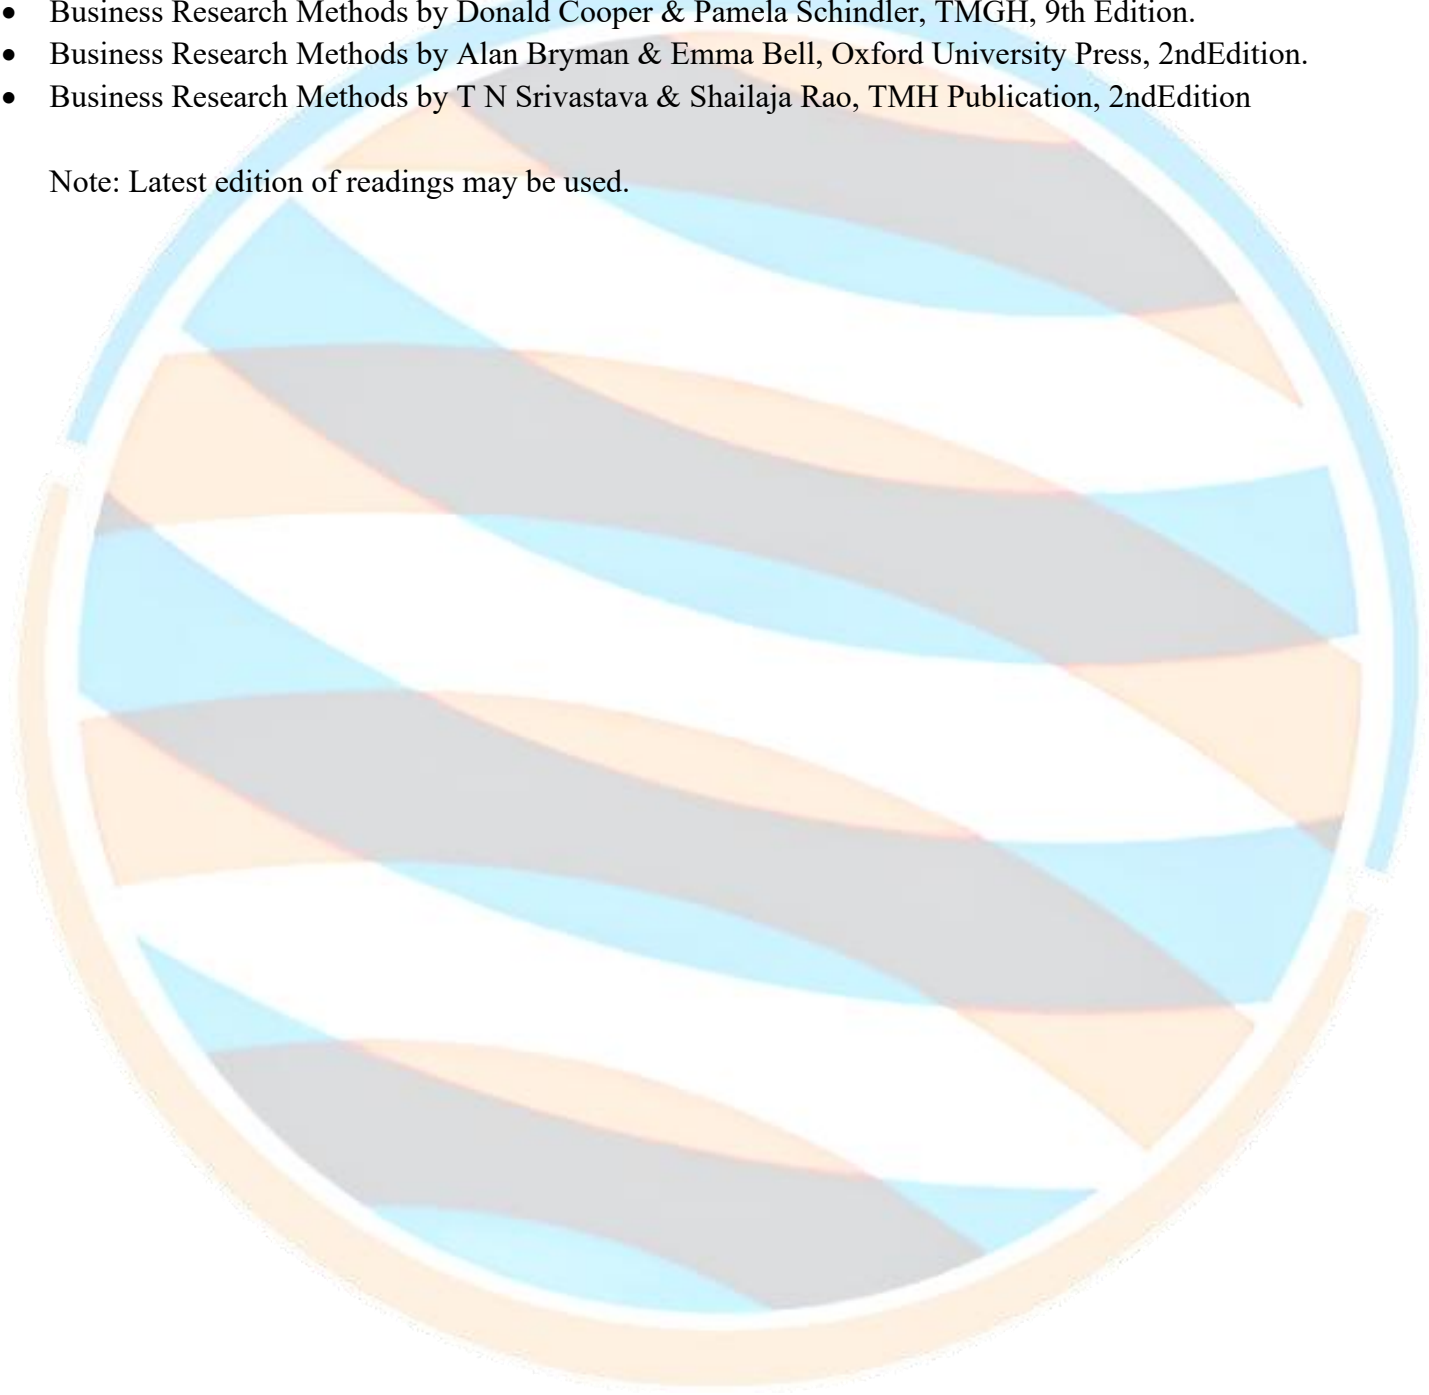 • Business Research Methods by Donald Cooper & Pamela Schindler, TMGH, 9th Edition.
• Business Research Methods by Alan Bryman & Emma Bell, Oxford University Press, 2ndEdition.
• Business Research Methods by T N Srivastava & Shailaja Rao, TMH Publication, 2ndEdition
Note: Latest edition of readings may be used.